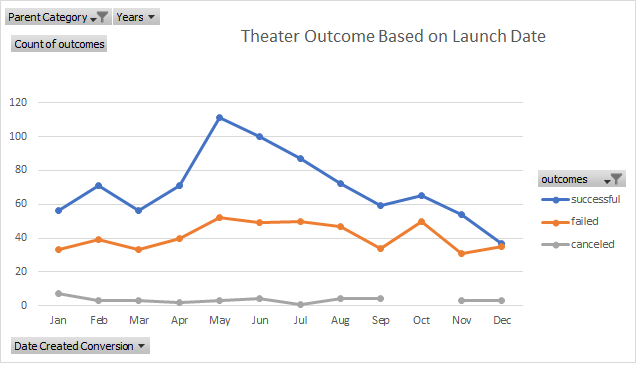 Parent Category Years
Count of outcomes
Theater Outcome Based on Launch Date
120
100
80
60
40
20
0
Jan Feb Mar Apr May Jun Jul Aug Sep Oct Nov Dec
outcomes
successful
failed
canceled
Date Created Conversion